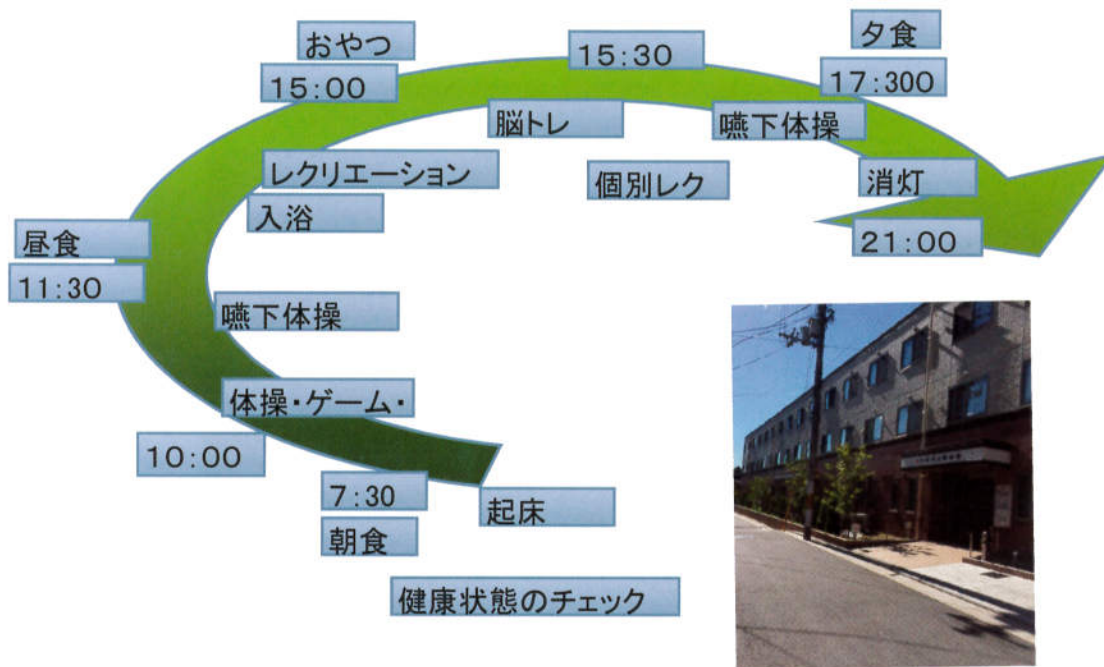 おやつ
15:00
15:30
夕食
17:300
脳トレ
嚥下体操
レクリエーション
個別レク
消灯
入浴
21:00
昼食
11:30
嚥下体操
体操・ゲーム・
10:00
7:30
起床
朝食
健康状態のチェック